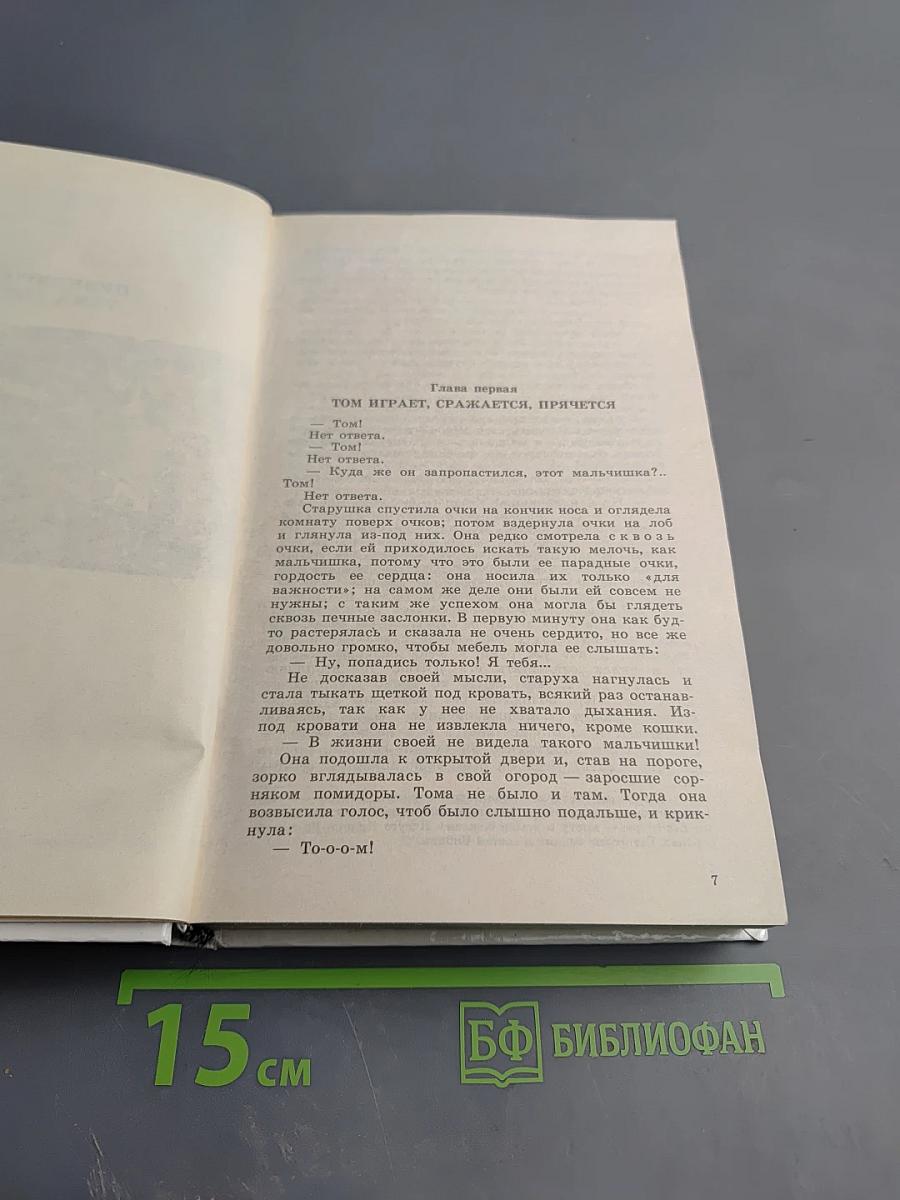 Глава первая
ТОМ ИГРАЕТ, СРАЖАЕТСЯ, ПРЯЧЕТСЯ
— Том!
Нет ответа.
— Том!
Нет ответа.
— Куда же он запропастился, этот мальчишка?..
Том!
Нет ответа.
Старушка спустила очки на кончик носа и оглядела
комнату поверх очков; потом вздернула очки на лоб
и глянула из-под них. Она редко смотрела сквозь
очки, если ей приходилось искать такую мелочь, как
мальчишка, потому что это были ее парадные очки,
гордость ее сердца: она носила их только «для
важности»; на самом же деле они были ей совсем не
нужны; с таким же успехом она могла бы глядеть
сквозь печные заслонки. В первую минуту она как буд-
то растерялась и сказала не очень сердито, но все же
довольно громко, чтобы мебель могла ее слышать:
— Ну, попадись только! Я тебя...
Не досказав своей мысли, старуха нагнулась и
стала тыкать щеткой под кровать, всякий раз останав-
ливаясь, так как у нее не хватало дыхания. Из-
под кровати она не извлекла ничего, кроме кошки.
— В жизни своей не видела такого мальчишки!
Она подошла к открытой двери и, став на пороге,
зорко вглядывалась в свой огород — заросшие сор-
няком помидоры. Тома не было и там. Тогда она
возвысила голос, чтоб было слышно подальше, и крик-
нула:
— То-о-о-м!
7
15 см
БФ БИБЛИОФАН